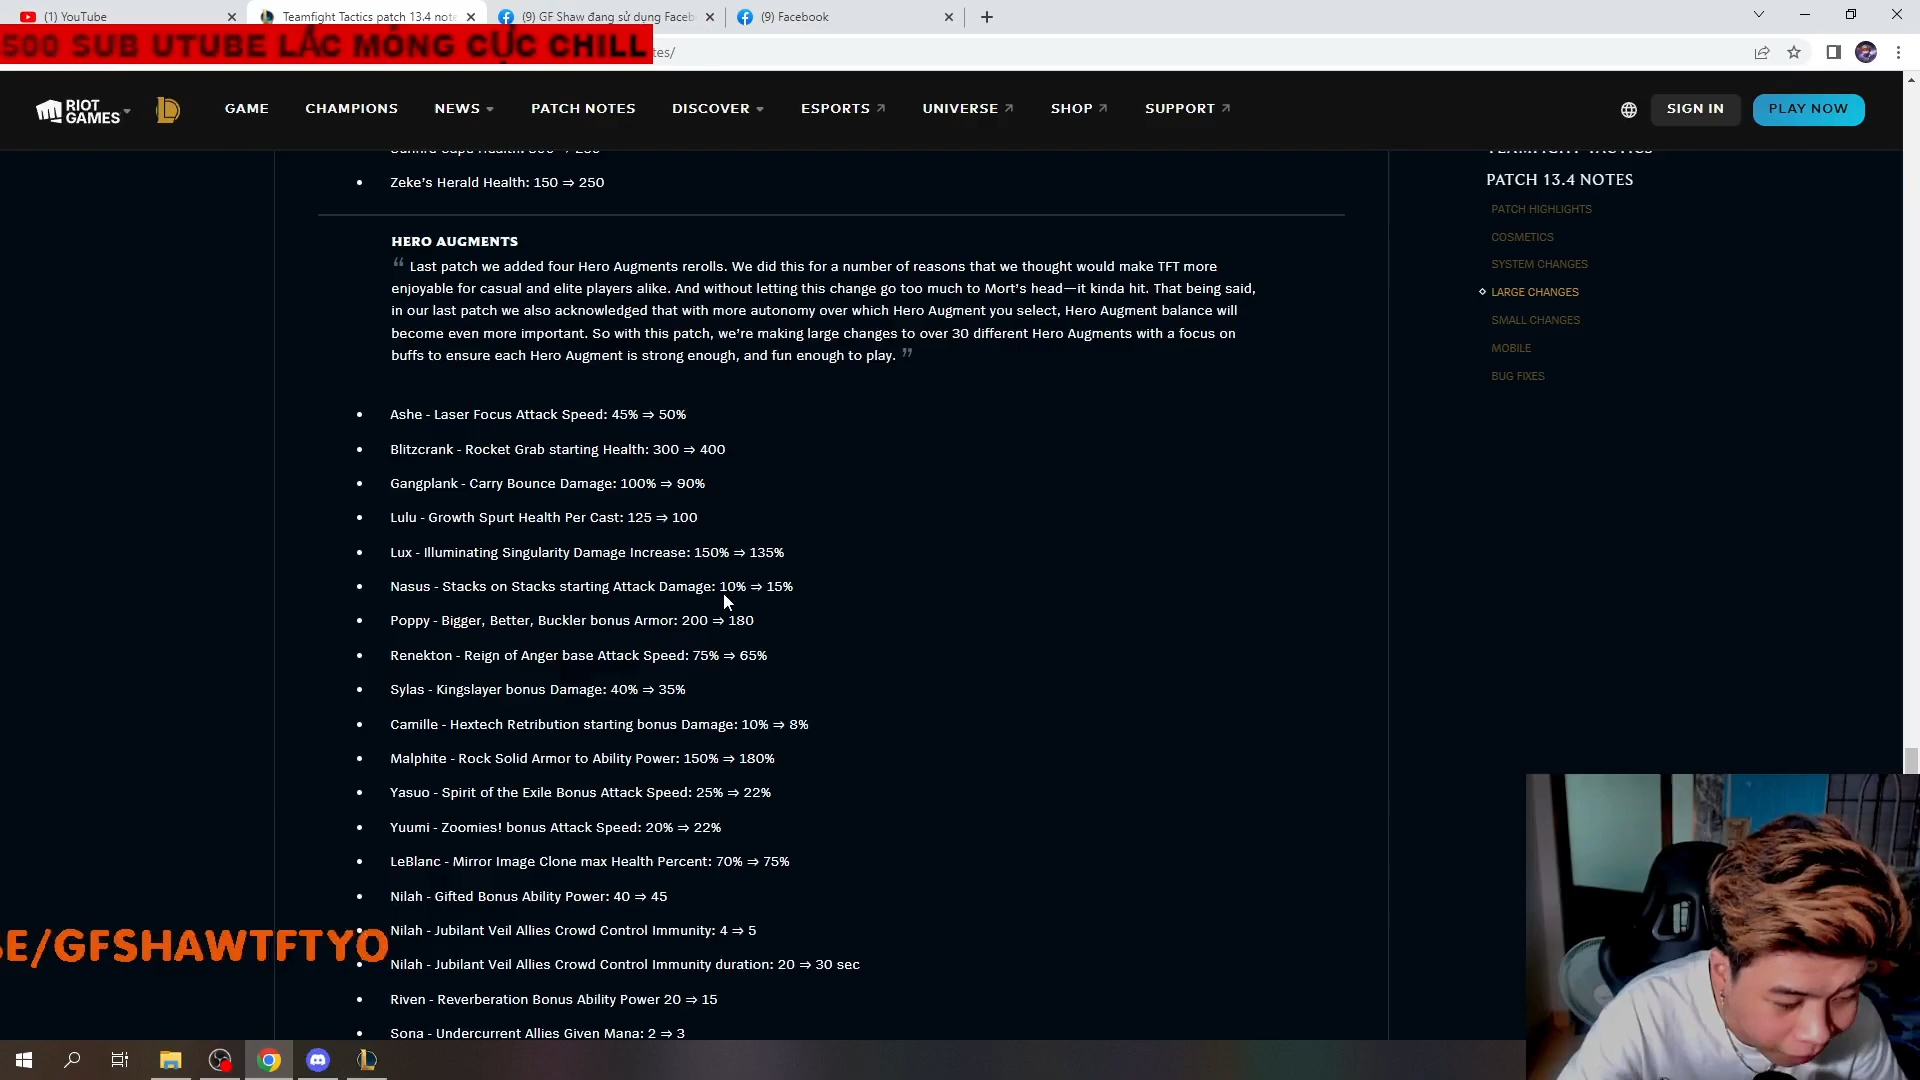 (1) YouTube
Teamfight Tactics patch 13.4 note
(9) GF Shaw đang sử dụng Faceb
(9) Facebook
500 SUB UTUBE LẮC MÔNG CỰC CHILL
tes/
RIOT GAMES
GAME
CHAMPIONS
NEWS
PATCH NOTES
DISCOVER
ESPORTS
UNIVERSE
SHOP
SUPPORT
SIGN IN
PLAY NOW
Zeke's Herald Health: 150 ⇒ 250
HERO AUGMENTS
“ Last patch we added four Hero Augments rerolls. We did this for a number of reasons that we thought would make TFT more
enjoyable for casual and elite players alike. And without letting this change go too much to Mort's head—it kinda hit. That being said,
in our last patch we also acknowledged that with more autonomy over which Hero Augment you select, Hero Augment balance will
become even more important. So with this patch, we're making large changes to over 30 different Hero Augments with a focus on
buffs to ensure each Hero Augment is strong enough, and fun enough to play. ”
Ashe - Laser Focus Attack Speed: 45% ⇒ 50%
Blitzcrank - Rocket Grab starting Health: 300 ⇒ 400
Gangplank - Carry Bounce Damage: 100% ⇒ 90%
Lulu - Growth Spurt Health Per Cast: 125 ⇒ 100
Lux - Illuminating Singularity Damage Increase: 150% ⇒ 135%
Nasus - Stacks on Stacks starting Attack Damage: 10% ⇒ 15%
Poppy - Bigger, Better, Buckler bonus Armor: 200 ⇒ 180
Renekton - Reign of Anger base Attack Speed: 75% ⇒ 65%
Sylas - Kingslayer bonus Damage: 40% ⇒ 35%
Camille - Hextech Retribution starting bonus Damage: 10% ⇒ 8%
Malphite - Rock Solid Armor to Ability Power: 150% ⇒ 180%
Yasuo - Spirit of the Exile Bonus Attack Speed: 25% ⇒ 22%
Yuumi - Zoomies! bonus Attack Speed: 20% ⇒ 22%
LeBlanc - Mirror Image Clone max Health Percent: 70% ⇒ 75%
Nilah - Gifted Bonus Ability Power: 40 ⇒ 45
Nilah - Jubilant Veil Allies Crowd Control Immunity: 4 ⇒ 5
Nilah - Jubilant Veil Allies Crowd Control Immunity duration: 20 ⇒ 30 sec
Riven - Reverberation Bonus Ability Power 20 ⇒ 15
Sona - Undercurrent Allies Given Mana: 2 ⇒ 3
TEAMFIGHT TACTICS
PATCH 13.4 NOTES
PATCH HIGHLIGHTS
COSMETICS
SYSTEM CHANGES
LARGE CHANGES
SMALL CHANGES
MOBILE
BUG FIXES
BE/GFSHAWTFTYO